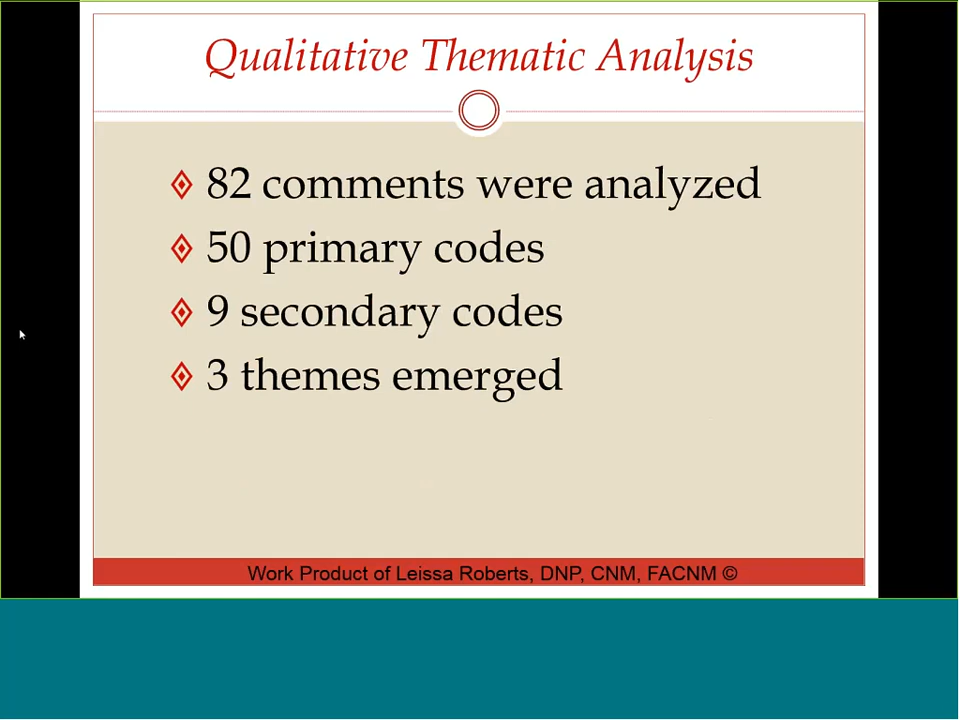 Qualitative Thematic Analysis
82 comments were analyzed
50 primary codes
9 secondary codes
3 themes emerged
Work Product of Leissa Roberts, DNP, CNM, FACNM ©